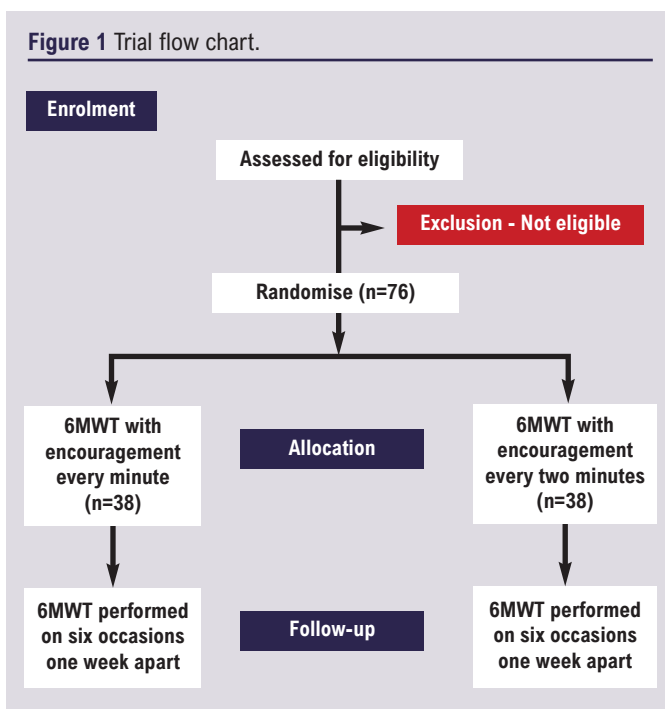 Figure 1 Trial flow chart.
Enrolment
Assessed for eligibility
Exclusion - Not eligible
Randomise (n=76)
6MWT with
encouragement
every minute
(n=38)
Allocation
6MWT with
encouragement
every two minutes
(n=38)
6MWT performed
on six occasions
one week apart
Follow-up
6MWT performed
on six occasions
one week apart